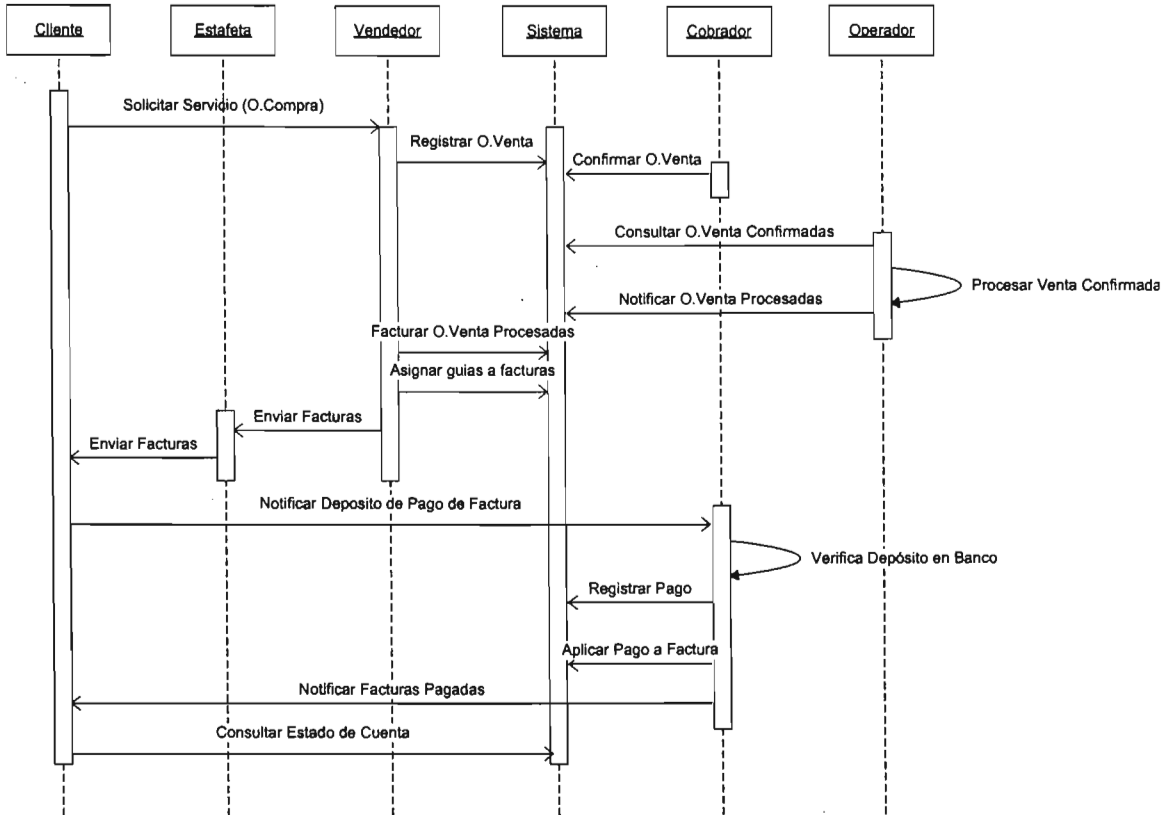 Cliente
Estafeta
Vendedor
Sistema
Cobrador
Operador
Solicitar Servicio (O.Compra)
Registrar O.Venta
Confirmar O.Venta
Consultar O.Venta Confirmadas
Procesar Venta Confirmada
Notificar O.Venta Procesadas
Facturar O.Venta Procesadas
Asignar guias a facturas
Enviar Facturas
Enviar Facturas
Notificar Deposito de Pago de Factura
Verifica Depósito en Banco
Registrar Pago
Aplicar Pago a Factura
Notificar Facturas Pagadas
Consultar Estado de Cuenta